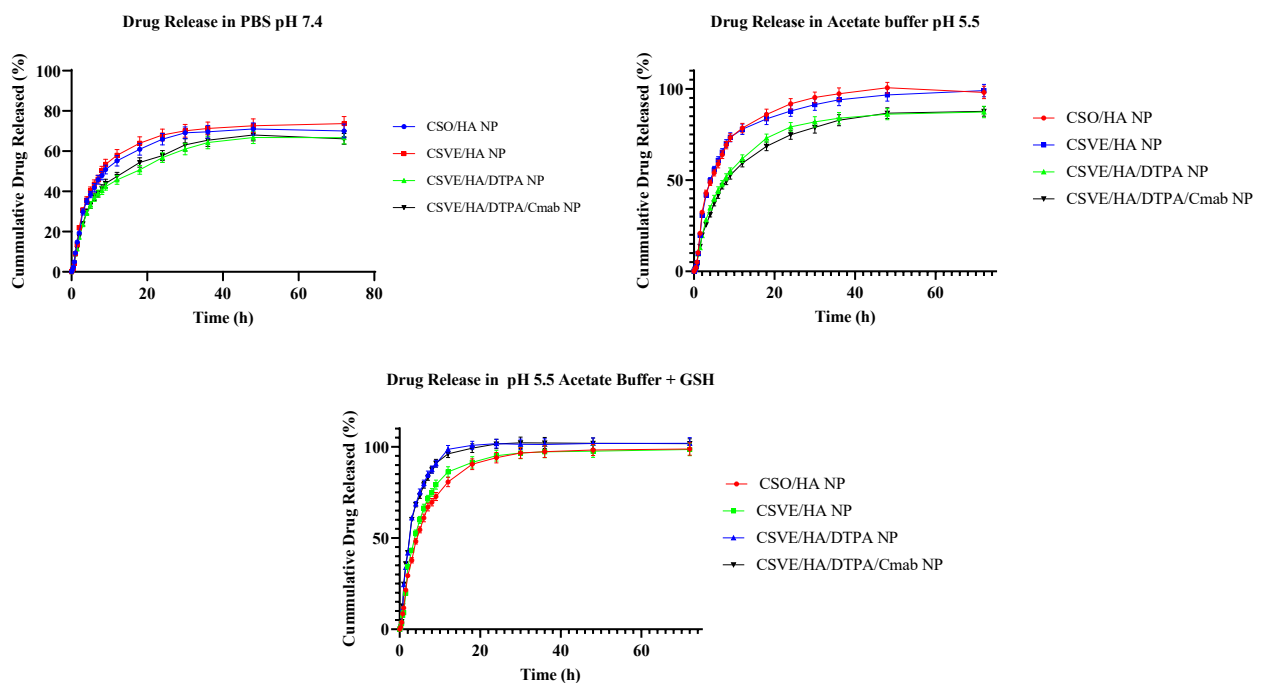 Drug Release in PBS pH 7.4
Cummulative Drug Released (%)
100
80
60
40
20
0
0 20 40 60 80
Time (h)
CSO/HA NP
CSVE/HA NP
CSVE/HA/DTPA NP
CSVE/HA/DTPA/Cmab NP
Drug Release in Acetate buffer pH 5.5
Cummulative Drug Released (%)
100
50
0
0 20 40 60
Time (h)
CSO/HA NP
CSVE/HA NP
CSVE/HA/DTPA NP
CSVE/HA/DTPA/Cmab NP
Drug Release in pH 5.5 Acetate Buffer + GSH
Cummulative Drug Released (%)
100
50
0
0 20 40 60
Time (h)
CSO/HA NP
CSVE/HA NP
CSVE/HA/DTPA NP
CSVE/HA/DTPA/Cmab NP